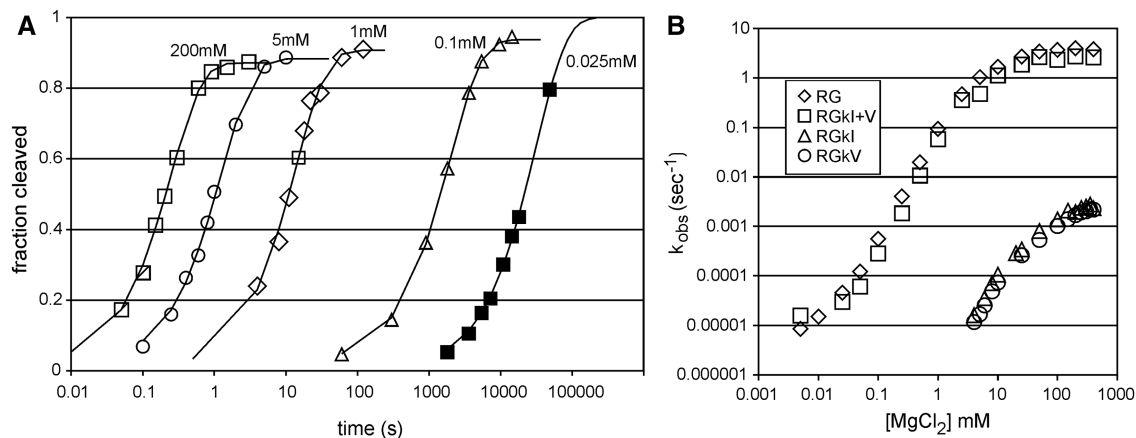 A
B
1
0.8
0.6
0.4
0.2
0
fraction cleaved
200mM
5mM
1mM
0.1mM
0.025mM
0.01
0.1
1
10
100
1000
10000
100000
time (s)
10
1
0.1
0.01
0.001
0.0001
0.00001
0.000001
kobs (sec-1)
RG
RGkI+V
RGkI
RGkV
0.001
0.01
0.1
1
10
100
1000
[MgCl2] mM